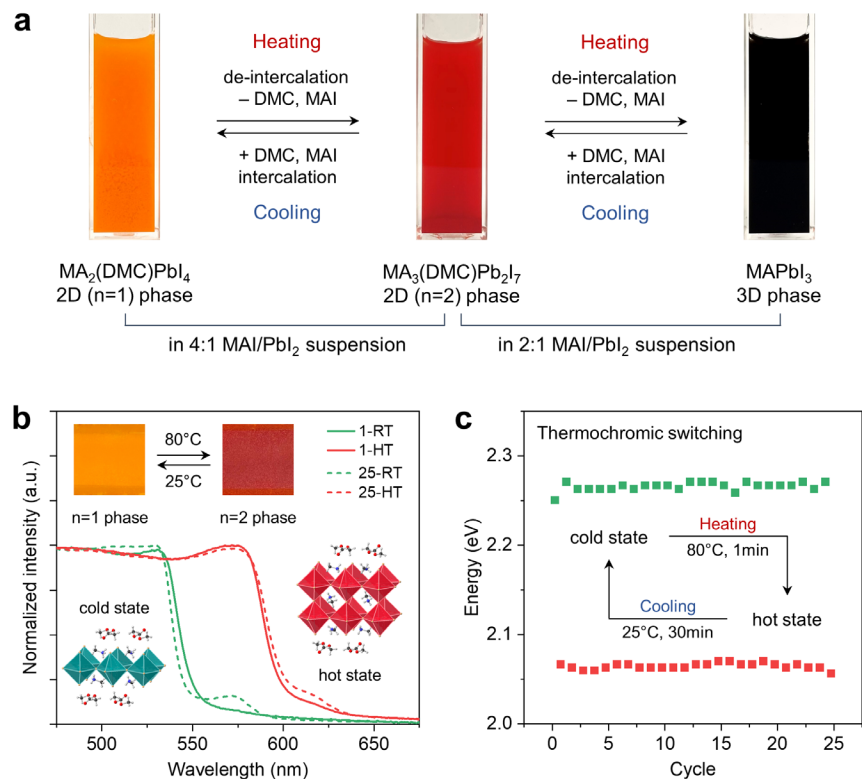 a
Heating
de-intercalation
– DMC, MAI
+ DMC, MAI
intercalation
Cooling
Heating
de-intercalation
– DMC, MAI
+ DMC, MAI
intercalation
Cooling
MA₂(DMC)PbI₄
2D (n=1) phase
MA₃(DMC)Pb₂I₇
2D (n=2) phase
MAPbI₃
3D phase
in 4:1 MAI/PbI₂ suspension
in 2:1 MAI/PbI₂ suspension
b
80°C
25°C
n=1 phase
n=2 phase
1-RT
1-HT
25-RT
25-HT
cold state
hot state
Normalized intensity (a.u.)
500
550
600
650
Wavelength (nm)
c
Thermochromic switching
2.3
2.2
2.1
2.0
Energy (eV)
cold state
Heating
80°C, 1min
Cooling
25°C, 30min
hot state
0
5
10
15
20
25
Cycle